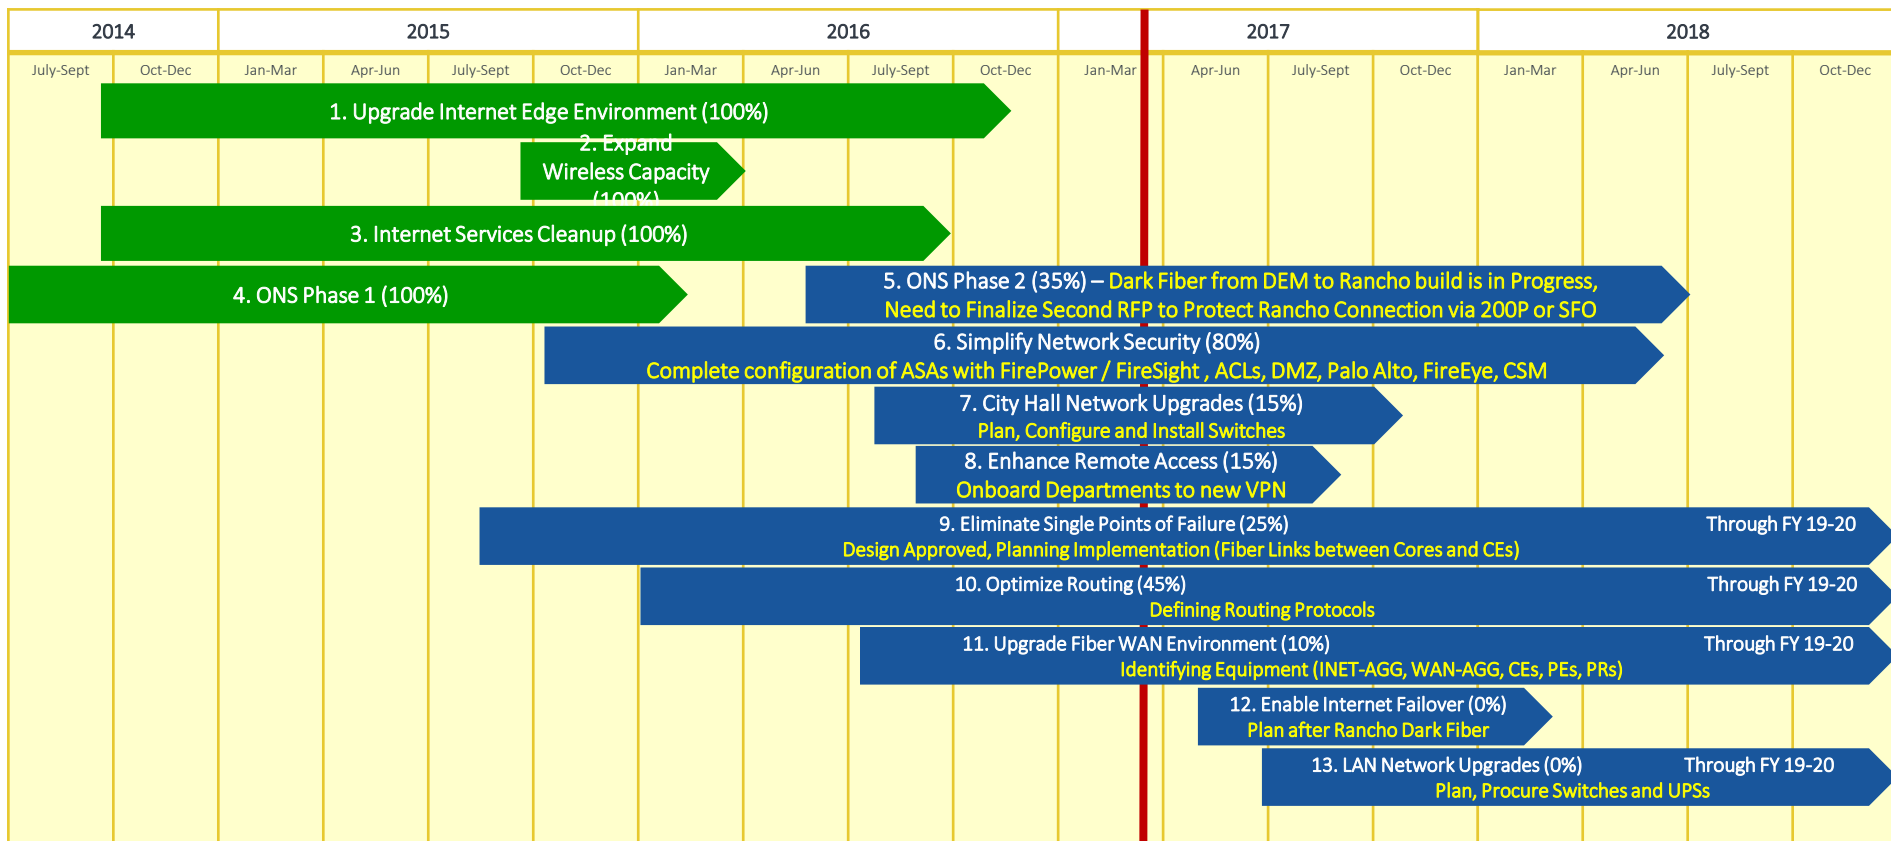 2014 2015 2016 2017 2018
July-Sept Oct-Dec Jan-Mar Apr-Jun July-Sept Oct-Dec Jan-Mar Apr-Jun July-Sept Oct-Dec Jan-Mar Apr-Jun July-Sept Oct-Dec Jan-Mar Apr-Jun July-Sept Oct-Dec
1. Upgrade Internet Edge Environment (100%)
2. Expand
Wireless Capacity
(100%)
3. Internet Services Cleanup (100%)
4. ONS Phase 1 (100%)
5. ONS Phase 2 (35%) – Dark Fiber from DEM to Rancho build is in Progress,
Need to Finalize Second RFP to Protect Rancho Connection via 200P or SFO
6. Simplify Network Security (80%)
Complete configuration of ASAs with FirePower / FireSight , ACLs, DMZ, Palo Alto, FireEye, CSM
7. City Hall Network Upgrades (15%)
Plan, Configure and Install Switches
8. Enhance Remote Access (15%)
Onboard Departments to new VPN
9. Eliminate Single Points of Failure (25%) Through FY 19-20
Design Approved, Planning Implementation (Fiber Links between Cores and CEs)
10. Optimize Routing (45%) Through FY 19-20
Defining Routing Protocols
11. Upgrade Fiber WAN Environment (10%) Through FY 19-20
Identifying Equipment (INET-AGG, WAN-AGG, CEs, PEs, PRs)
12. Enable Internet Failover (0%)
Plan after Rancho Dark Fiber
13. LAN Network Upgrades (0%) Through FY 19-20
Plan, Procure Switches and UPSs